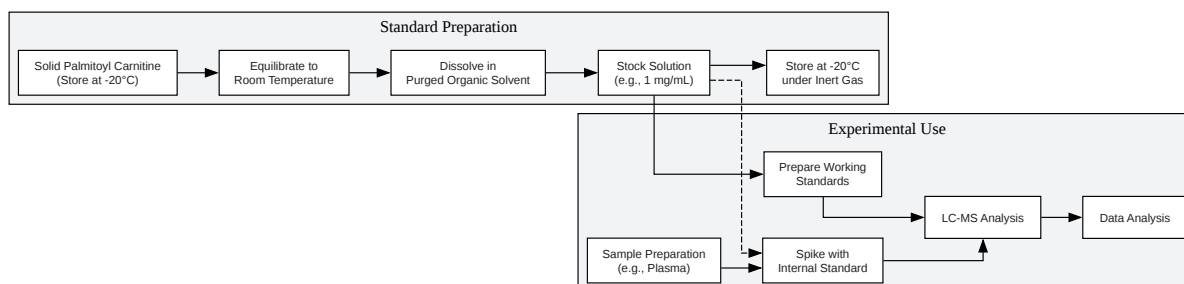 Standard Preparation
Solid Palmitoyl Carnitine
(Store at -20°C)
Equilibrate to
Room Temperature
Dissolve in
Purged Organic Solvent
Stock Solution
(e.g., 1 mg/mL)
Store at -20°C
under Inert Gas
Experimental Use
Prepare Working
Standards
LC-MS Analysis
Data Analysis
Sample Preparation
(e.g., Plasma)
Spike with
Internal Standard